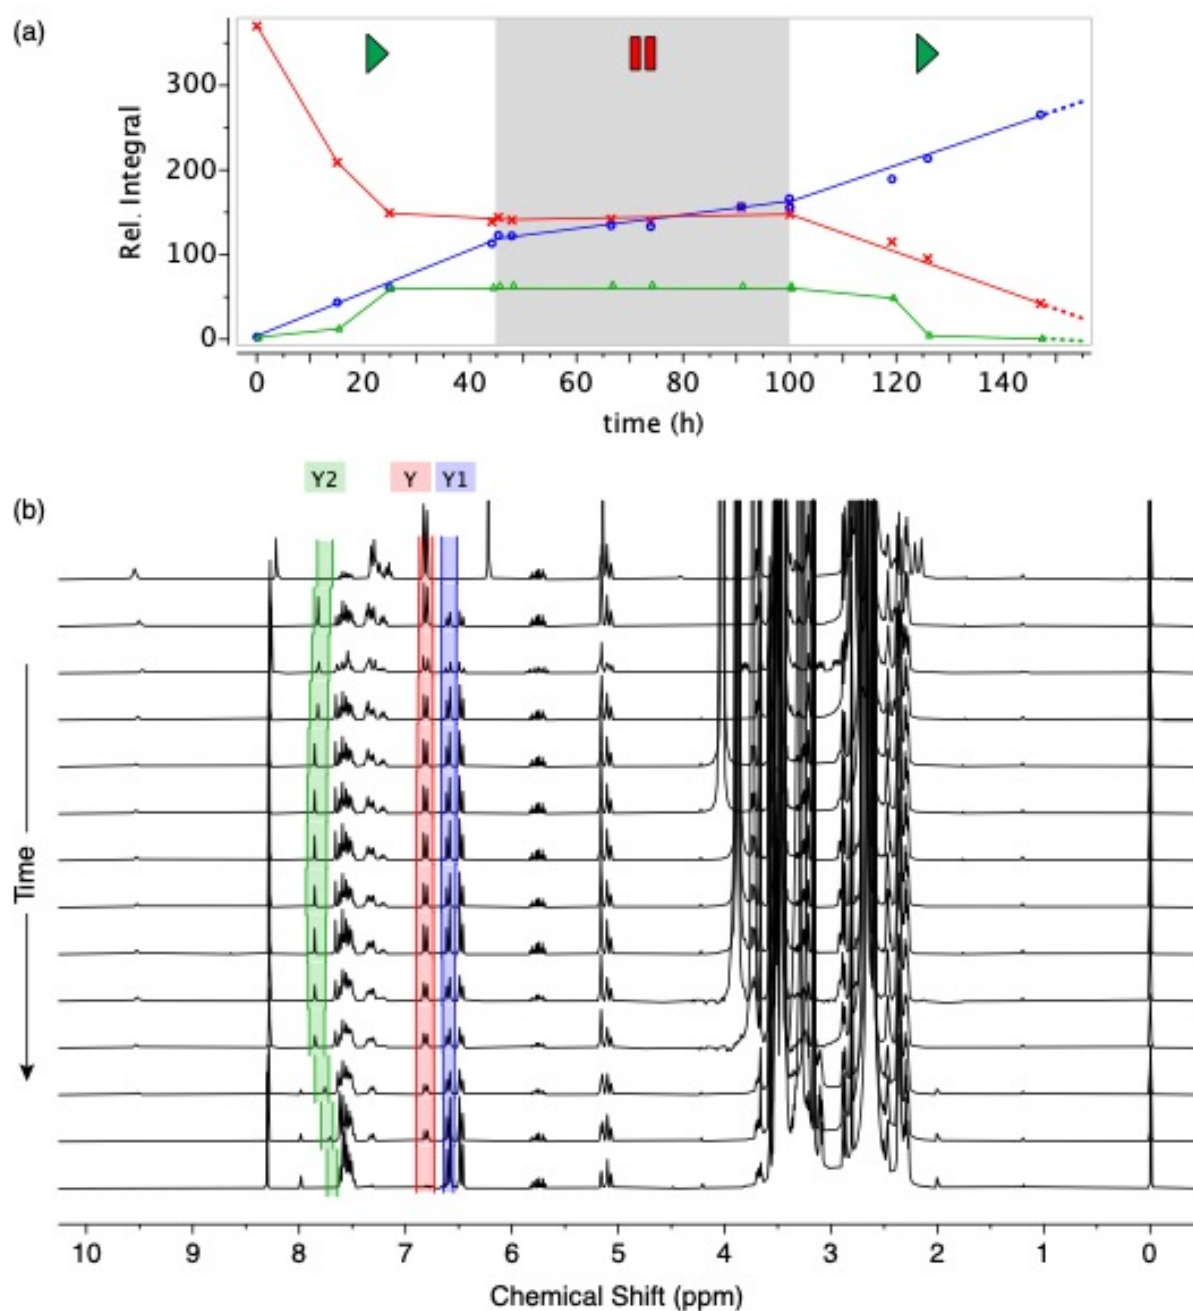 (a)
Rel. Integral
300
200
100
0
0 20 40 60 80 100 120 140
time (h)
(b)
Y2 Y Y1
Time
10 9 8 7 6 5 4 3 2 1 0
Chemical Shift (ppm)